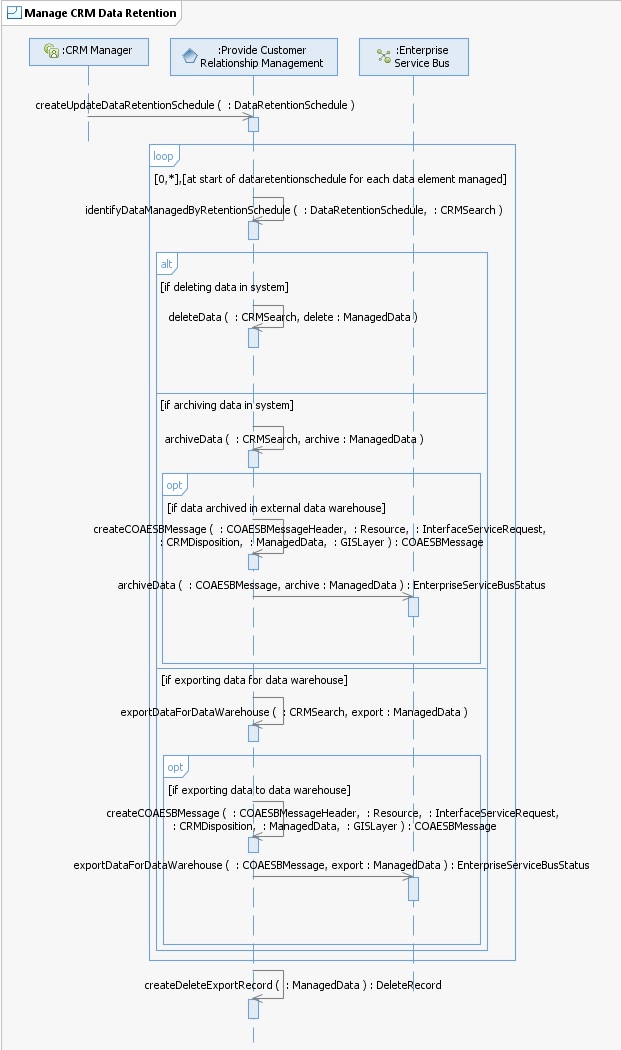 Manage CRM Data Retention
:CRM Manager
:Provide Customer
Relationship Management
:Enterprise
Service Bus
createUpdateDataRetentionSchedule ( : DataRetentionSchedule )
loop
[0,*],[at start of dataretentionschedule for each data element managed]
identifyDataManagedByRetentionSchedule ( : DataRetentionSchedule, : CRMSearch )
alt
[if deleting data in system]
deleteData ( : CRMSearch, delete : ManagedData )
[if archiving data in system]
archiveData ( : CRMSearch, archive : ManagedData )
opt
[if data archived in external data warehouse]
createCOAESBMessage ( : COAESBMessageHeader, : Resource, : InterfaceServiceRequest,
: CRMDisposition, : ManagedData, : GISLayer ) : COAESBMessage
archiveData ( : COAESBMessage, archive : ManagedData ) : EnterpriseServiceBusStatus
[if exporting data for data warehouse]
exportDataForDataWarehouse ( : CRMSearch, export : ManagedData )
opt
[if exporting data to data warehouse]
createCOAESBMessage ( : COAESBMessageHeader, : Resource, : InterfaceServiceRequest,
: CRMDisposition, : ManagedData, : GISLayer ) : COAESBMessage
exportDataForDataWarehouse ( : COAESBMessage, export : ManagedData ) : EnterpriseServiceBusStatus
createDeleteExportRecord ( : ManagedData ) : DeleteRecord